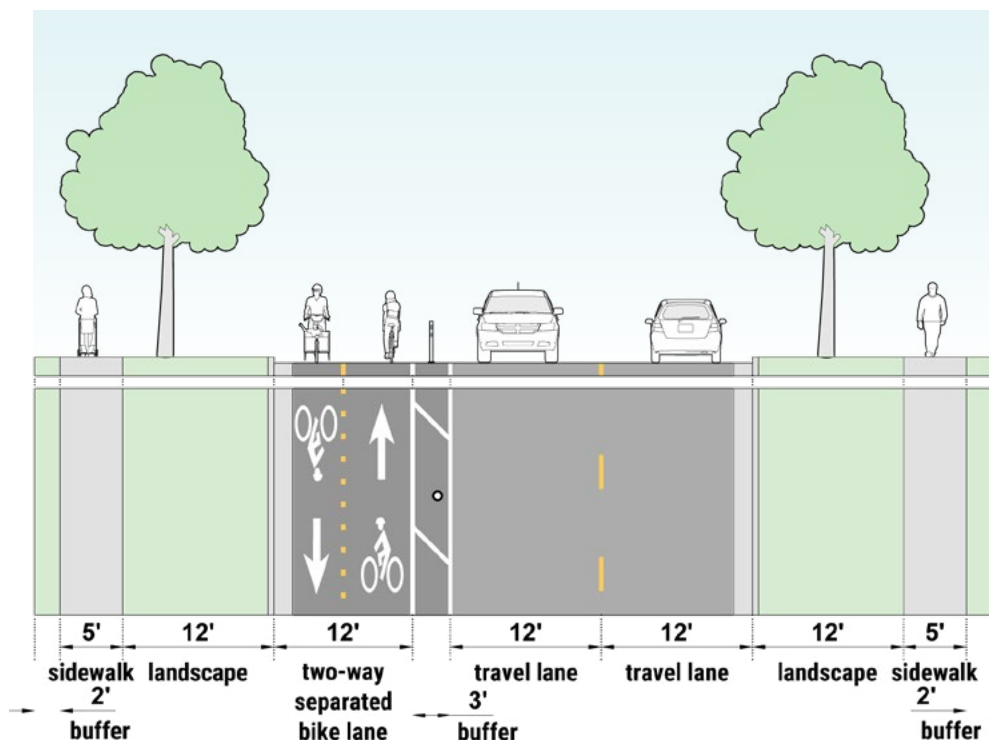 5' 12' 12' 12' 12' 12' 5'
sidewalk landscape two-way travel lane travel lane landscape sidewalk
2' separated 3' 2'
buffer bike lane buffer buffer